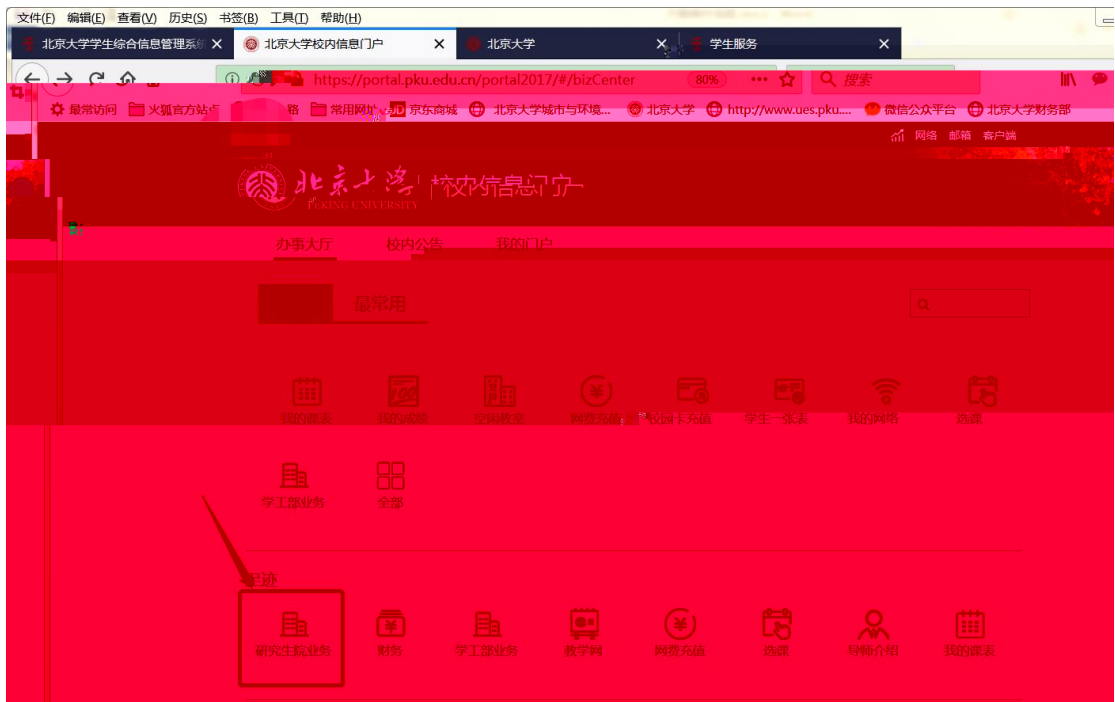 文件(F) 编辑(E) 查看(V) 历史(S) 书签(B) 工具(T) 帮助(H)
北京大学学生综合信息管理系统 北京大学校内信息门户 北京大学 学生服务
https://portal.pku.edu.cn/portal2017/#/bizCenter 80% 搜索
最常访问 火狐官方站点 常用网址 JD 京东商城 北京大学城市与环境... 北京大学 http://www.ues.pku.... 微信公众平台 北京大学财务部
网络 邮箱 客户端
北京大学 校内信息门户
PEKING UNIVERSITY
办事大厅 校内公告 我的门户
最常用
我的课表 我的成绩 空闲教室 网费充值 校园卡充值 学生一张表 我的网络 选课
学工部业务 全部
足迹
研究生院业务 财务 学工部业务 教学网 网费充值 选课 导师介绍 我的课表